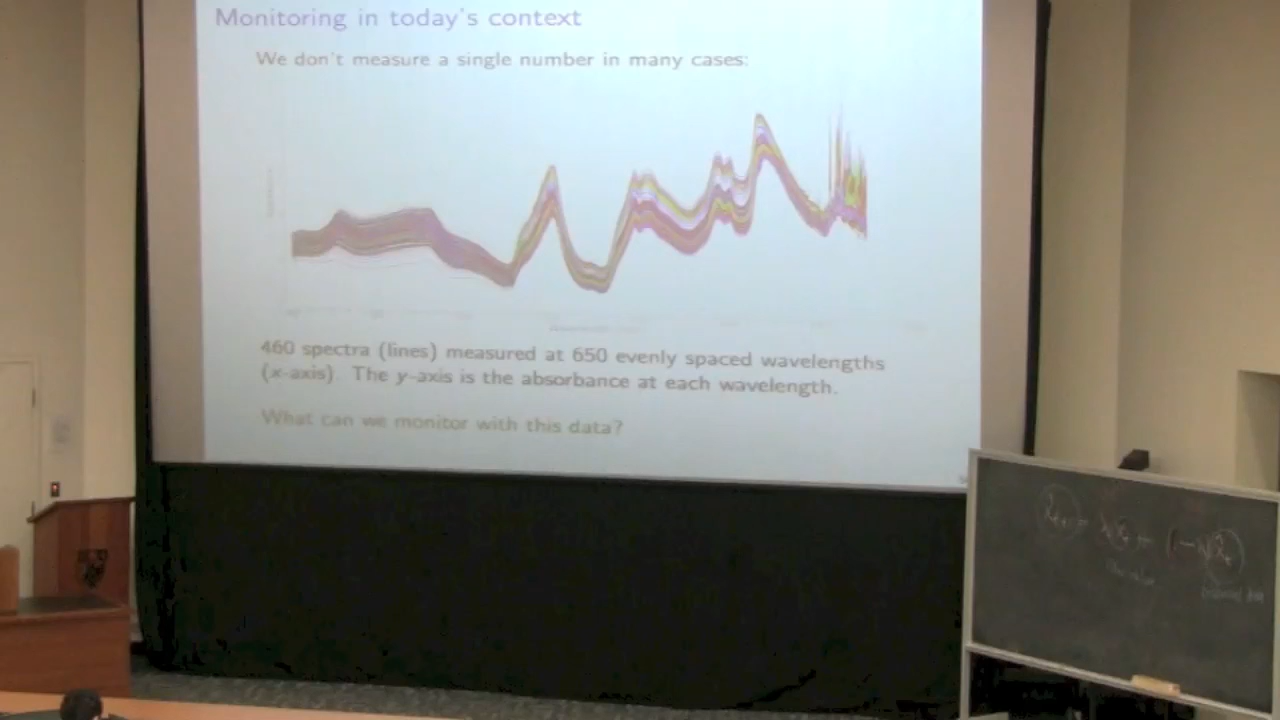 Monitoring in today's context
We don't measure a single number in many cases:
460 spectra (lines) measured at 650 evenly spaced wavelengths
(x-axis). The y-axis is the absorbance at each wavelength.
What can we monitor with this data?